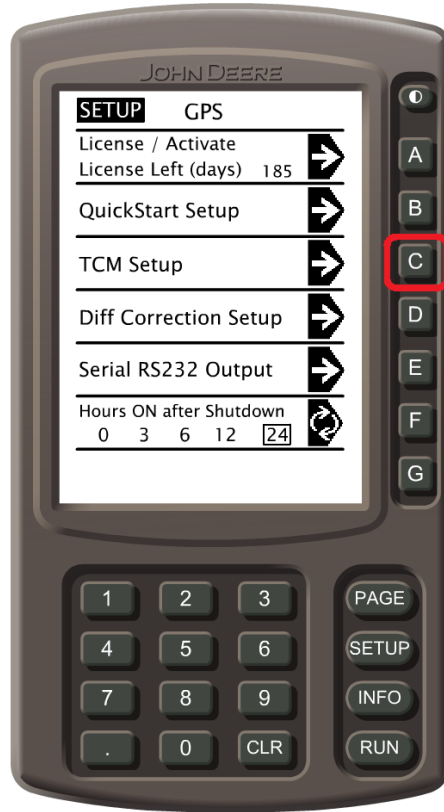 JOHN DEERE
SETUP GPS
License / Activate
License Left (days) 185
QuickStart Setup
TCM Setup
Diff Correction Setup
Serial RS232 Output
Hours ON after Shutdown
0 3 6 12 24
A
B
C
D
E
F
G
1 2 3
4 5 6
7 8 9
. 0 CLR
PAGE
SETUP
INFO
RUN